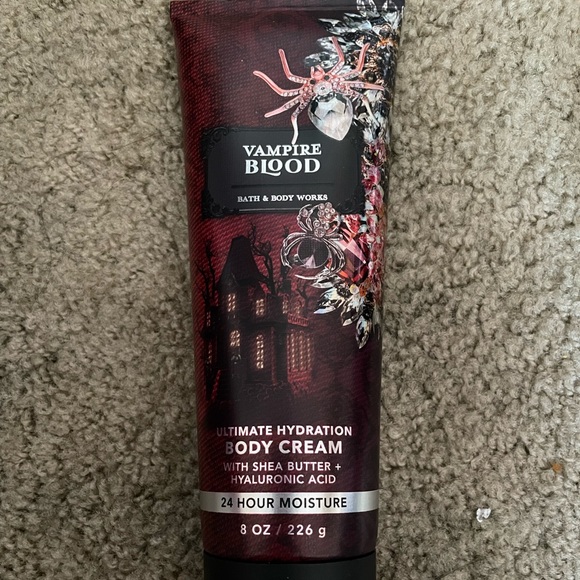 VAMPIRE
BLOOD
BATH & BODY WORKS
ULTIMATE HYDRATION
BODY CREAM
WITH SHEA BUTTER +
HYALURONIC ACID
24 HOUR MOISTURE
8 OZ / 226 g